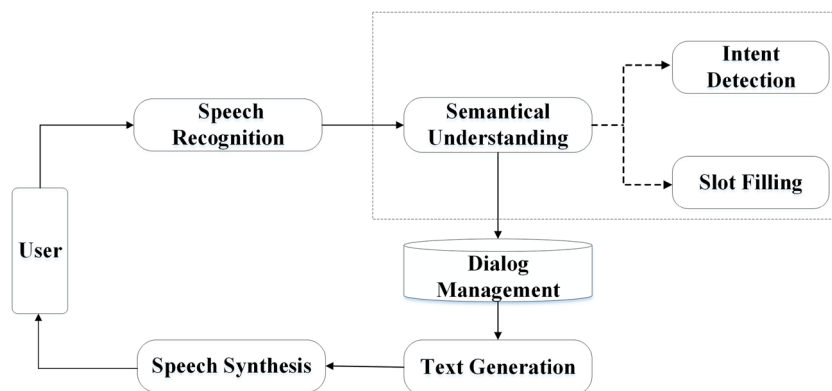 Speech
Recognition
Semantical
Understanding
Intent
Detection
Slot Filling
User
Dialog
Management
Speech Synthesis
Text Generation